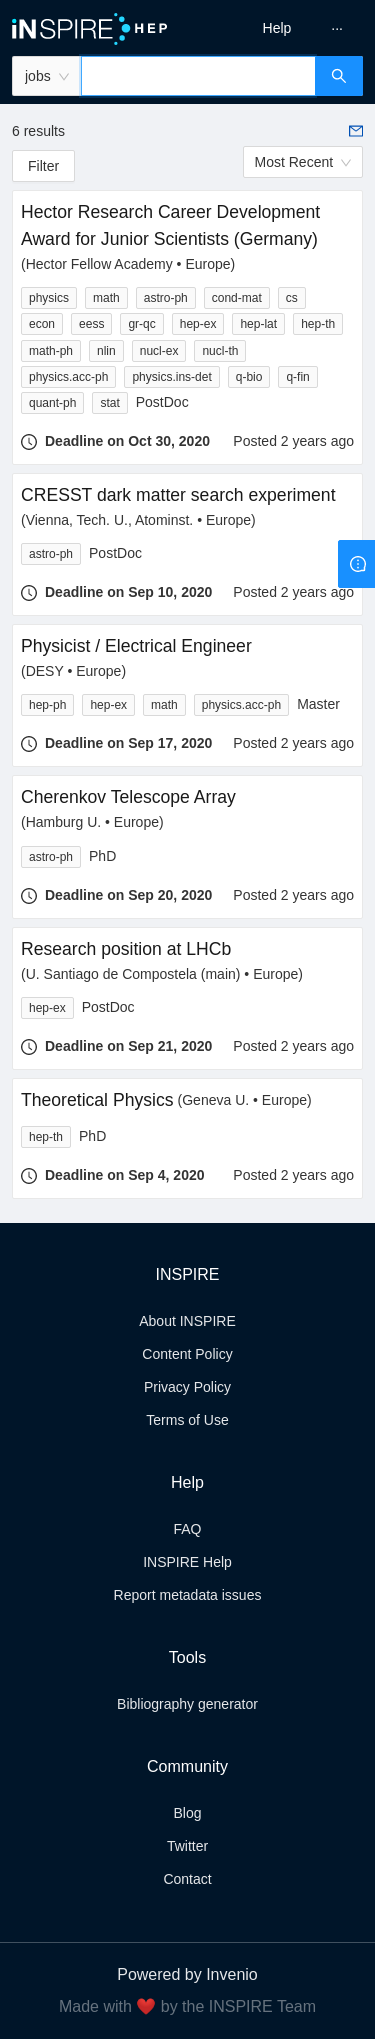 iNSPIRE HEP
Help
...
jobs
6 results
Filter
Most Recent
Hector Research Career Development
Award for Junior Scientists (Germany)
(Hector Fellow Academy • Europe)
physics math astro-ph cond-mat cs
econ eess gr-qc hep-ex hep-lat hep-th
math-ph nlin nucl-ex nucl-th
physics.acc-ph physics.ins-det q-bio q-fin
quant-ph stat PostDoc
Deadline on Oct 30, 2020 Posted 2 years ago
CRESST dark matter search experiment
(Vienna, Tech. U., Atominst. • Europe)
astro-ph PostDoc
Deadline on Sep 10, 2020 Posted 2 years ago
Physicist / Electrical Engineer
(DESY • Europe)
hep-ph hep-ex math physics.acc-ph Master
Deadline on Sep 17, 2020 Posted 2 years ago
Cherenkov Telescope Array
(Hamburg U. • Europe)
astro-ph PhD
Deadline on Sep 20, 2020 Posted 2 years ago
Research position at LHCb
(U. Santiago de Compostela (main) • Europe)
hep-ex PostDoc
Deadline on Sep 21, 2020 Posted 2 years ago
Theoretical Physics (Geneva U. • Europe)
hep-th PhD
Deadline on Sep 4, 2020 Posted 2 years ago
INSPIRE
About INSPIRE
Content Policy
Privacy Policy
Terms of Use
Help
FAQ
INSPIRE Help
Report metadata issues
Tools
Bibliography generator
Community
Blog
Twitter
Contact
Powered by Invenio
Made with ❤️ by the INSPIRE Team